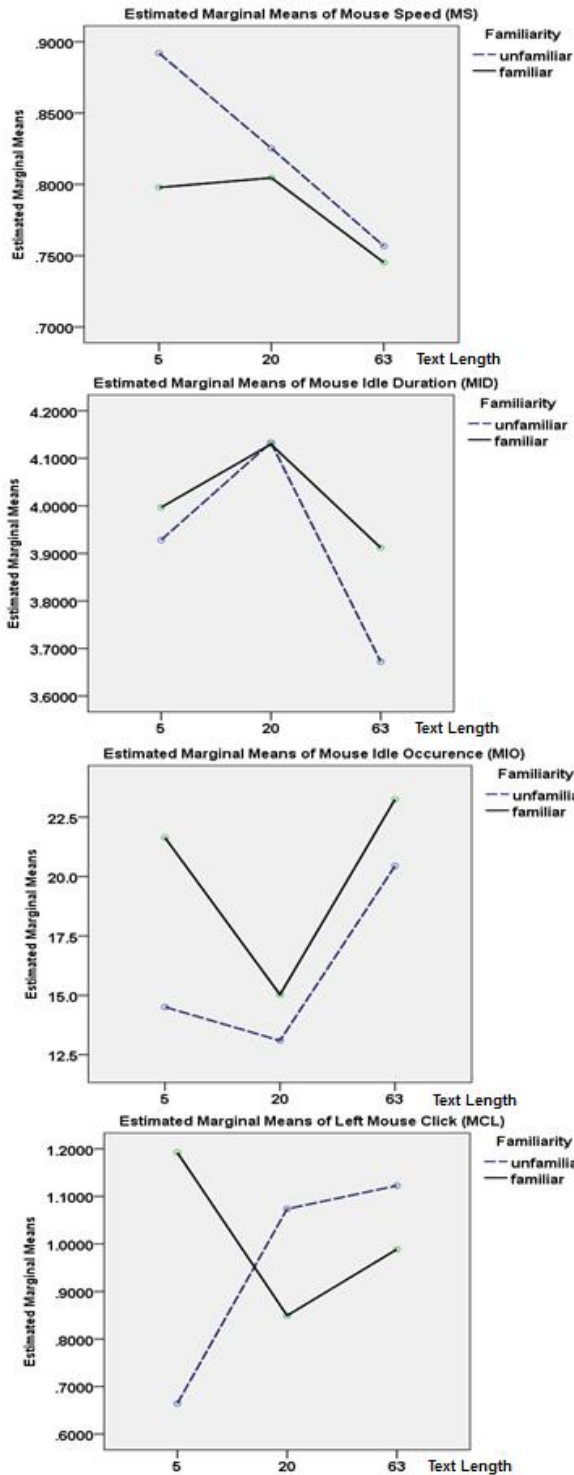 Estimated Marginal Means of Mouse Speed (MS)
Familiarity
unfamiliar
familiar
Estimated Marginal Means
.9000
.8500
.8000
.7500
.7000
5 20 63 Text Length
Estimated Marginal Means of Mouse Idle Duration (MID)
Familiarity
unfamiliar
familiar
Estimated Marginal Means
4.2000
4.1000
4.0000
3.9000
3.8000
3.7000
3.6000
5 20 63 Text Length
Estimated Marginal Means of Mouse Idle Occurence (MIO)
Familiarity
unfamilia
familiar
Estimated Marginal Means
22.5
20.0
17.5
15.0
12.5
5 20 63 Text Length
Estimated Marginal Means of Left Mouse Click (MCL)
Familiarity
unfamilia
familiar
Estimated Marginal Means
1.2000
1.1000
1.0000
.9000
.8000
.7000
.6000
5 20 63 Text Length